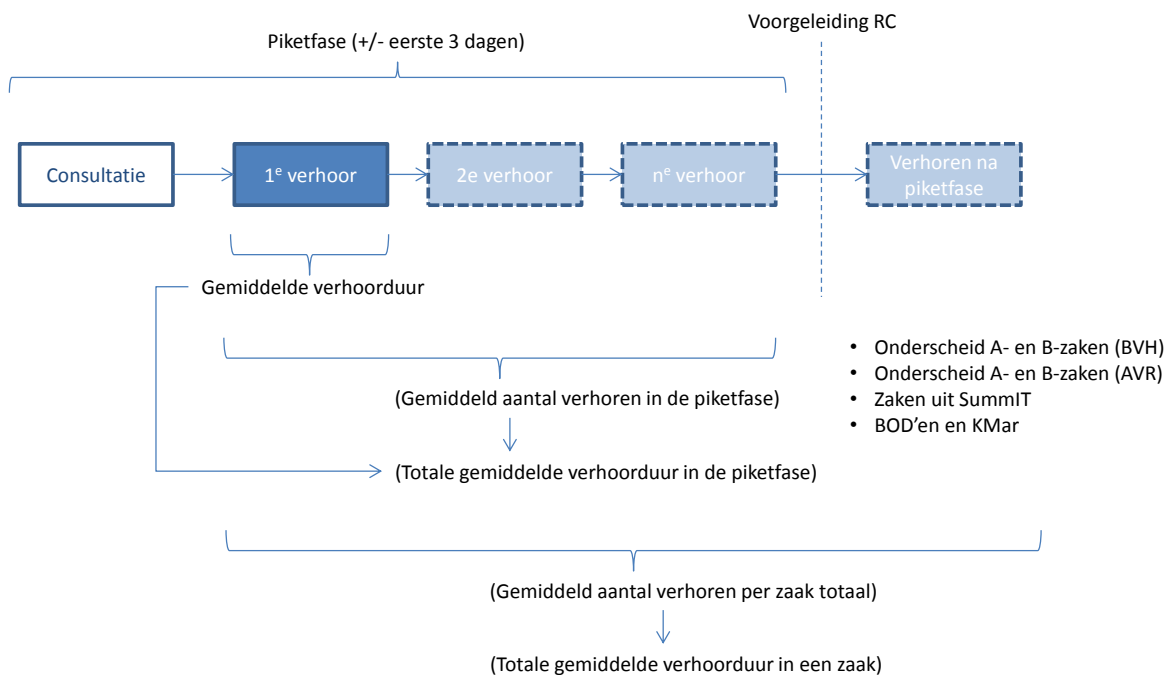 Voorgeleiding RC
Piketfase (+/- eerste 3 dagen)
Consultatie
1e verhoor
2e verhoor
ne verhoor
Verhoren na
piketfase
Gemiddelde verhoorduur
(Gemiddeld aantal verhoren in de piketfase)
(Totale gemiddelde verhoorduur in de piketfase)
• Onderscheid A- en B-zaken (BVH)
• Onderscheid A- en B-zaken (AVR)
• Zaken uit SummIT
• BOD’en en KMar
(Gemiddeld aantal verhoren per zaak totaal)
(Totale gemiddelde verhoorduur in een zaak)